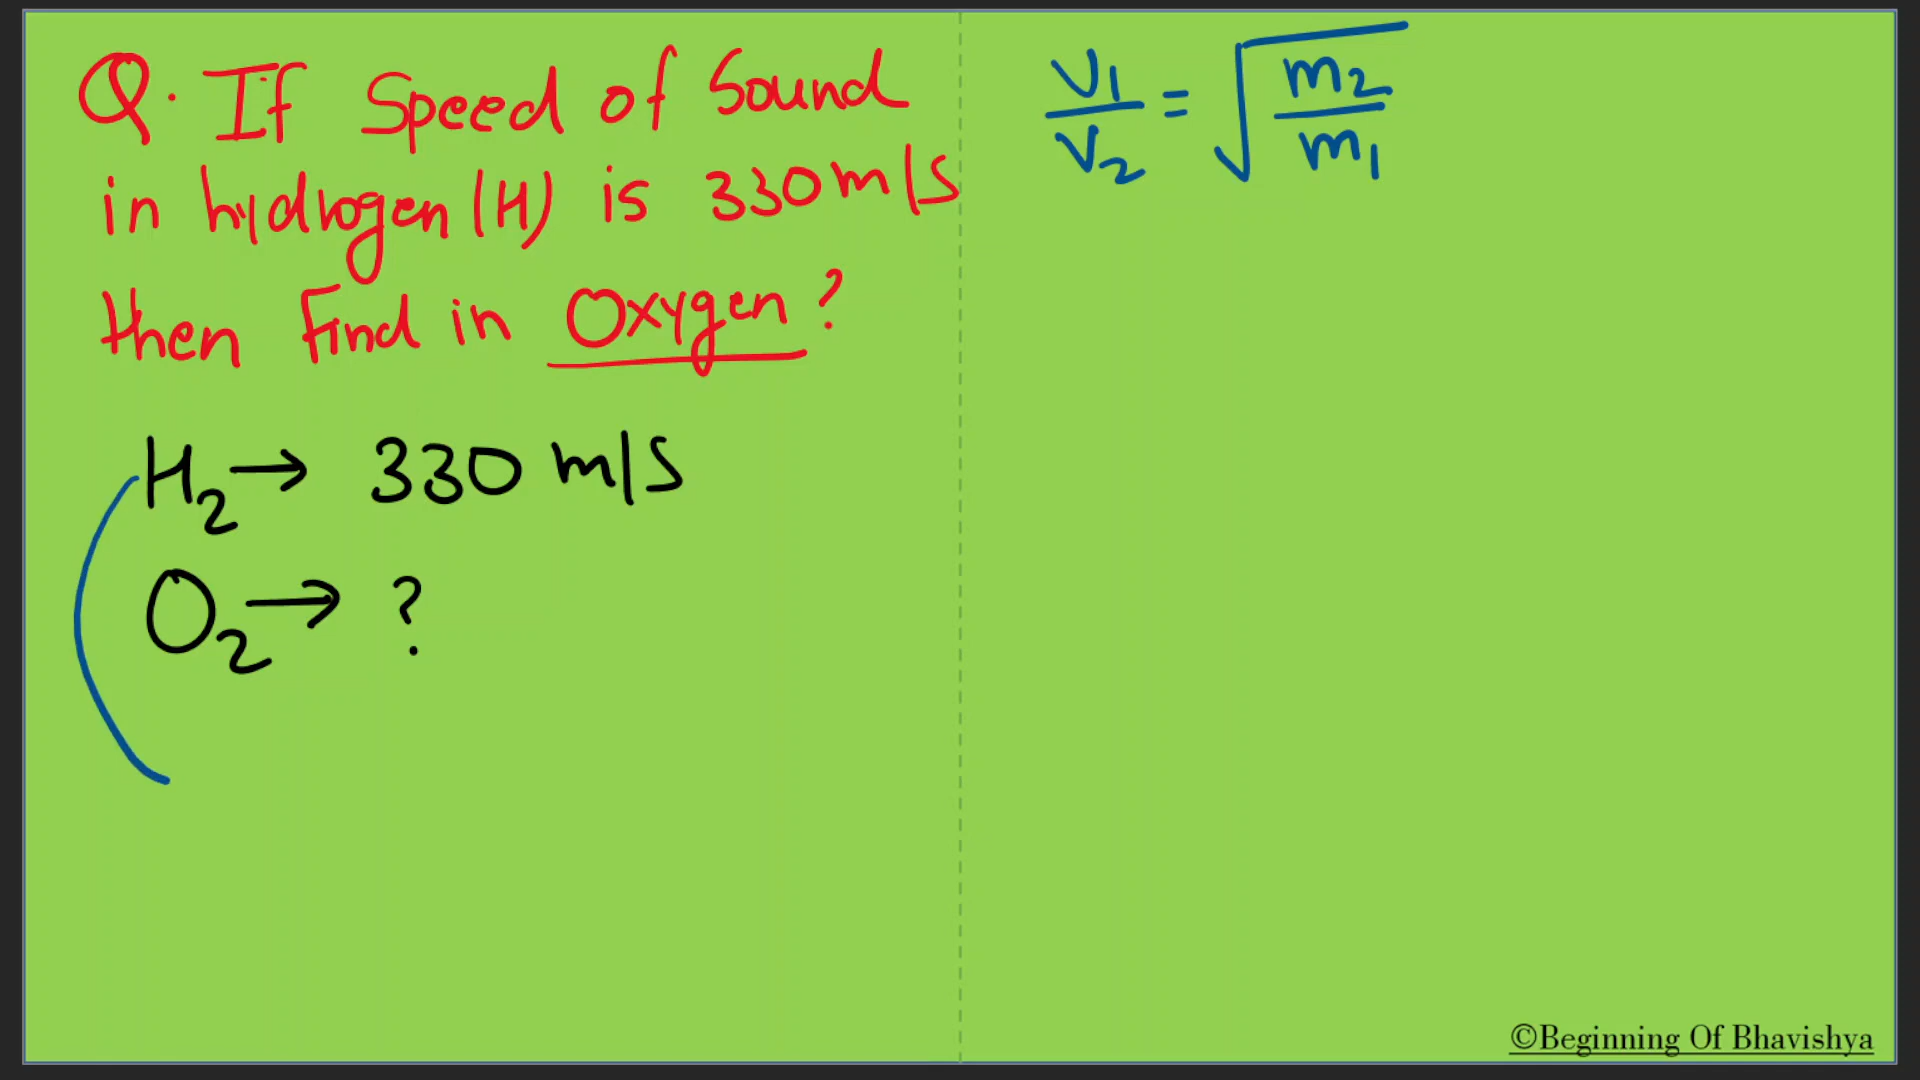 Q. If Speed of Sound
in hydrogen (H) is 330 m/s
then find in Oxygen ?
H₂ → 330 m/s
O₂ → ?
V₁/V₂ = √(m₂/m₁)
©Beginning Of Bhavishya